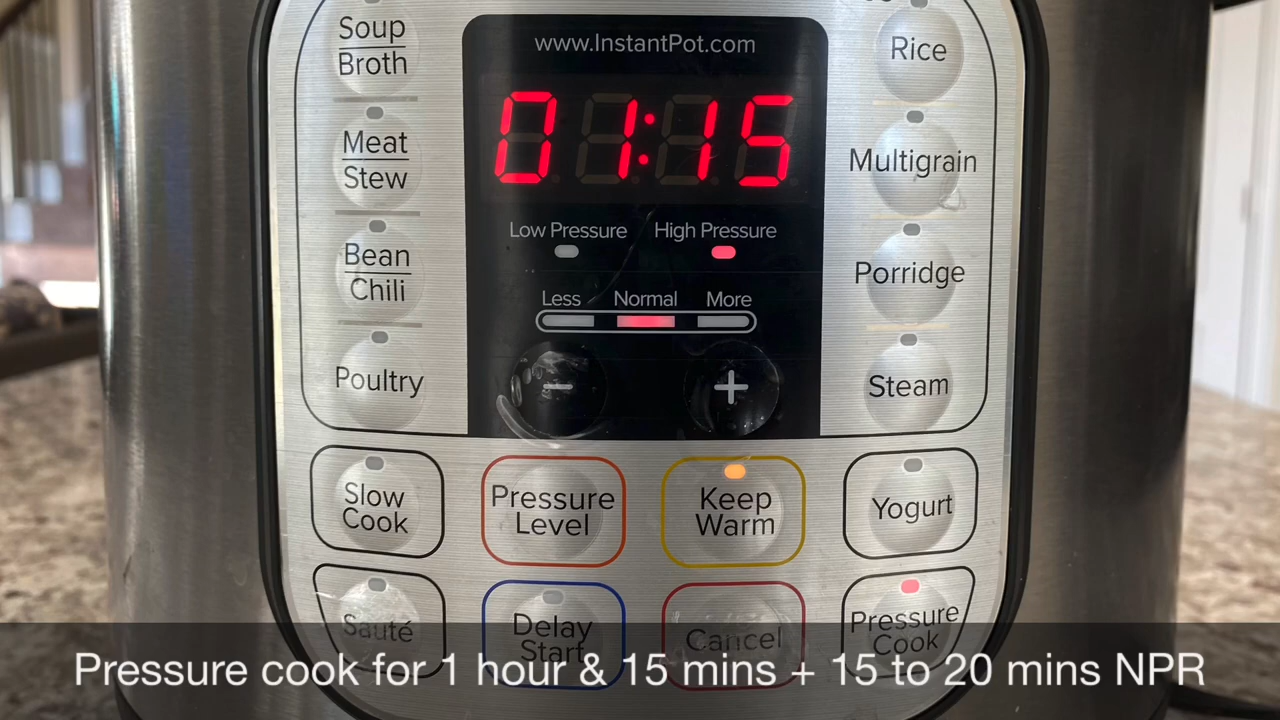 Soup
Broth
Meat
Stew
Bean
Chili
Poultry
www.InstantPot.com
01:15
Low Pressure High Pressure
Less Normal More
− +
Rice
Multigrain
Porridge
Steam
Slow
Cook
Pressure
Level
Keep
Warm
Yogurt
Sauté
Delay
Start
Cancel
Pressure
Cook
Pressure cook for 1 hour & 15 mins + 15 to 20 mins NPR